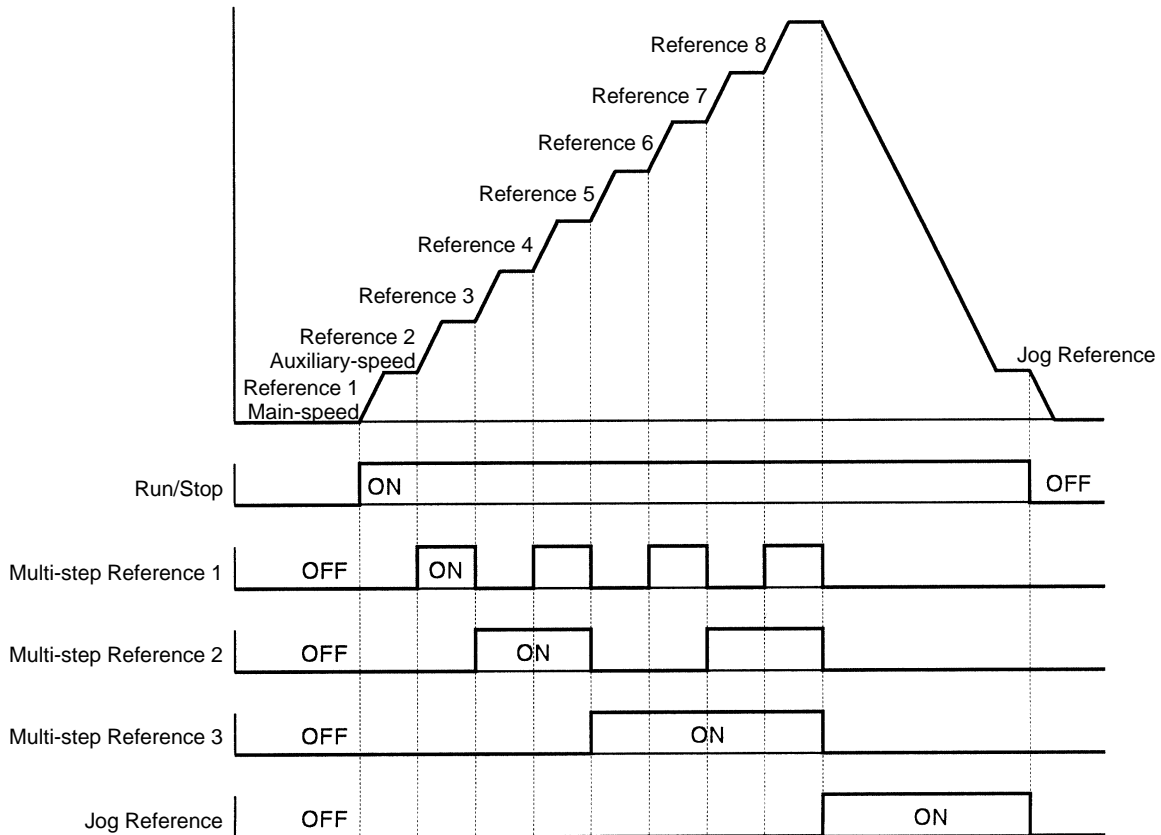 Reference 8
Reference 7
Reference 6
Reference 5
Reference 4
Reference 3
Reference 2
Auxiliary-speed
Reference 1
Main-speed
Jog Reference
Run/Stop
ON
OFF
Multi-step Reference 1
OFF
ON
Multi-step Reference 2
OFF
ON
Multi-step Reference 3
OFF
ON
Jog Reference
OFF
ON